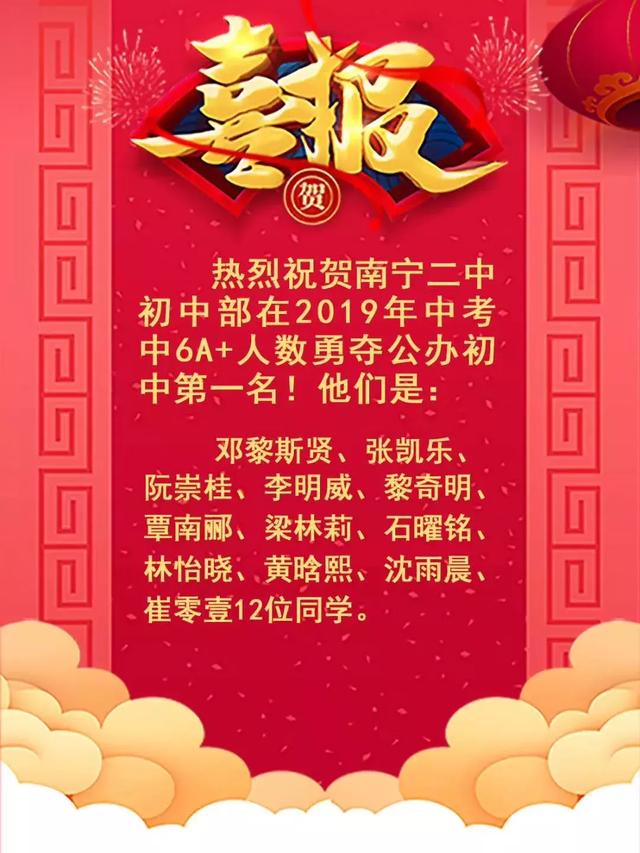 喜报
贺
热烈祝贺南宁二中
初中部在2019年中考
中6A+人数勇夺公办初
中第一名！他们是：
邓黎斯贤、张凯乐、
阮崇桂、李明威、黎奇明、
覃南郦、梁林莉、石曜铭、
林怡晓、黄晗熙、沈雨晨、
崔零壹12位同学。